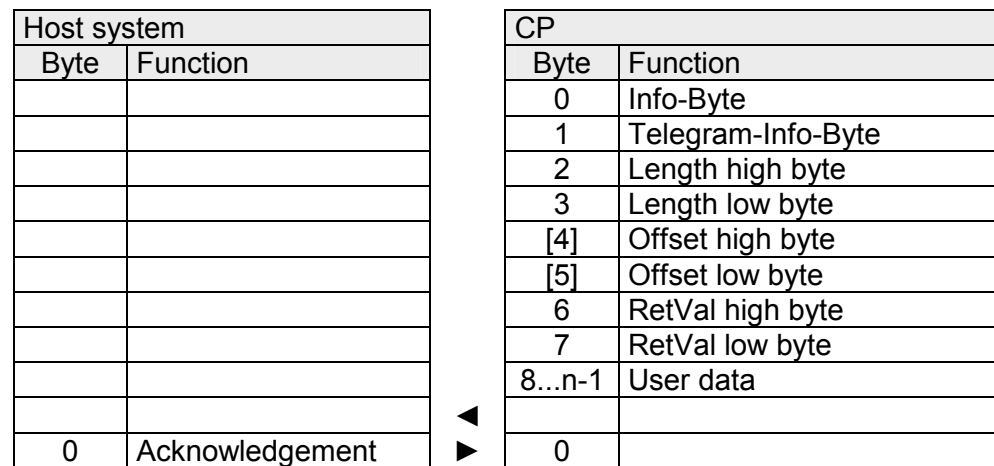 Host system CP
Byte Function Byte Function
0 Info-Byte
1 Telegram-Info-Byte
2 Length high byte
3 Length low byte
[4] Offset high byte
[5] Offset low byte
6 RetVal high byte
7 RetVal low byte
8...n-1 User data
◄
0 Acknowledgement ► 0